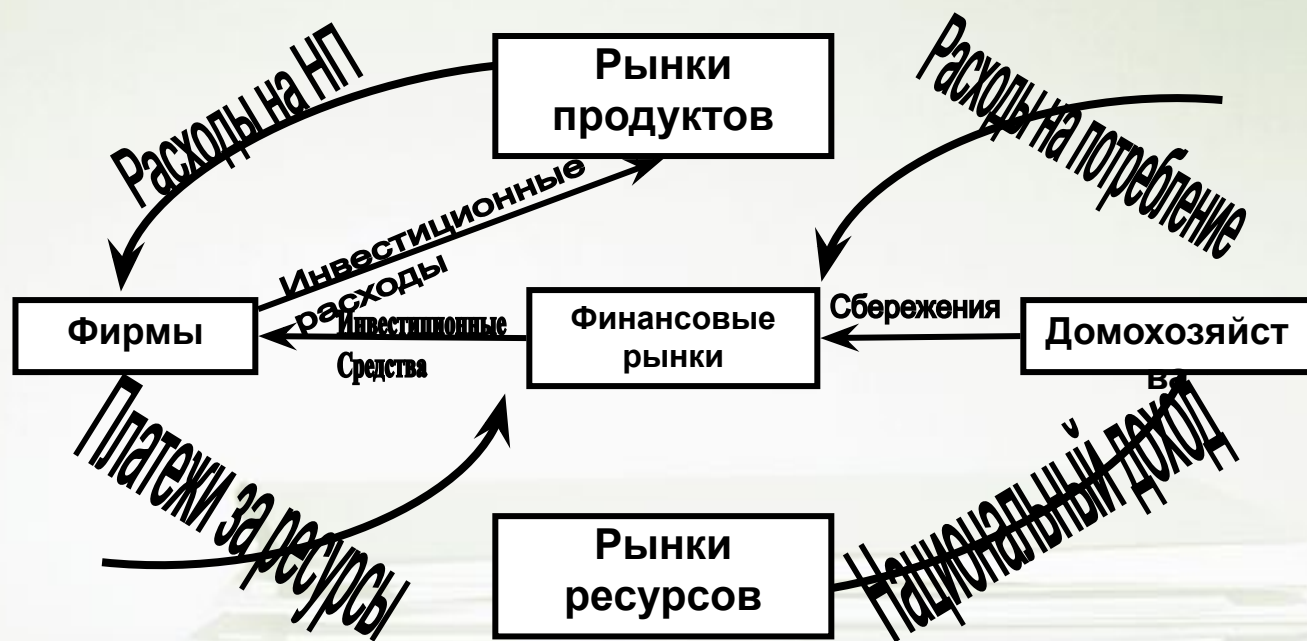 Расходы на НП
Рынки
продуктов
Расходы на потребление
Инвестиционные
расходы
Фирмы
Инвестиционные
Средства
Финансовые
рынки
Сбережения
Домохозяйст
ва
Платежи за ресурсы
Рынки
ресурсов
Национальный доход